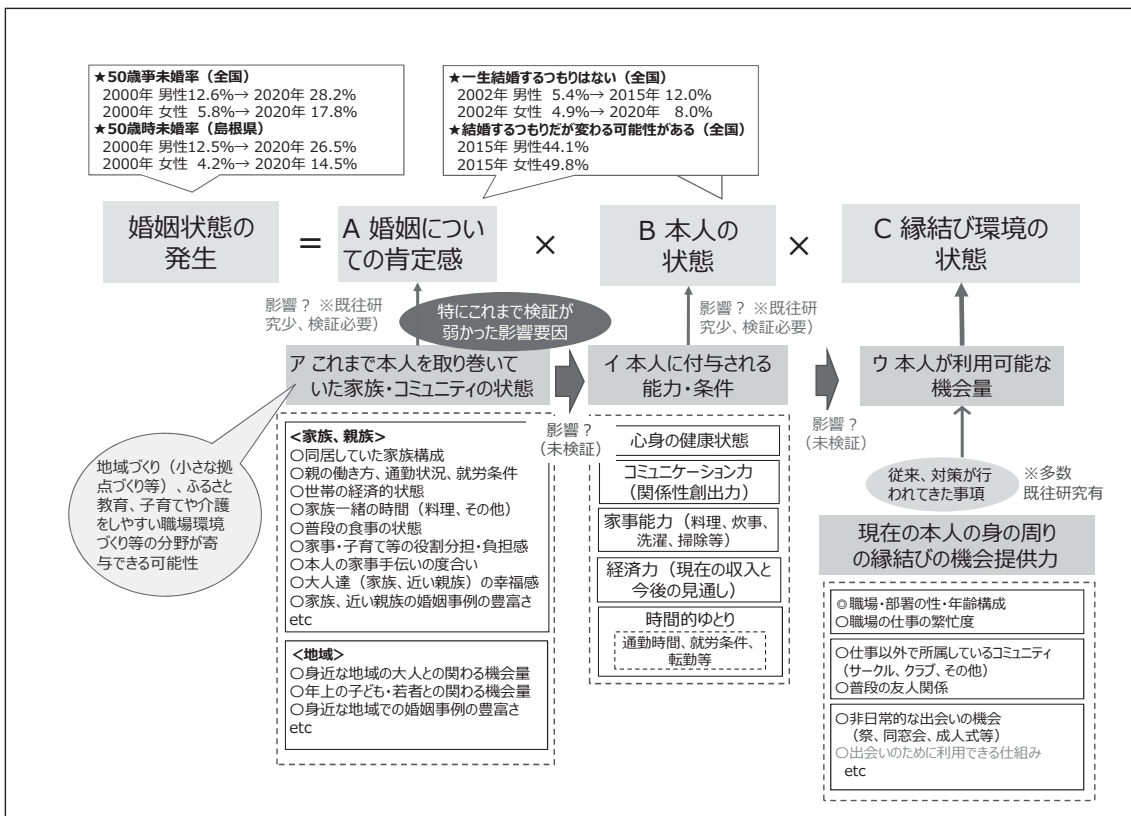 ★50歳事未婚率（全国）
2000年 男性12.6%→ 2020年 28.2%
2000年 女性 5.8%→ 2020年 17.8%
★50歳時未婚率（島根県）
2000年 男性12.5%→ 2020年 26.5%
2000年 女性 4.2%→ 2020年 14.5%
★一生結婚するつもりはない（全国）
2002年 男性 5.4%→ 2015年 12.0%
2002年 女性 4.9%→ 2020年 8.0%
★結婚するつもりだが変わる可能性がある（全国）
2015年 男性44.1%
2015年 女性49.8%
婚姻状態の
発生
＝
A 婚姻につい
ての肯定感
×
B 本人の
状態
×
C 縁結び環境の
状態
影響？ ※既往研
究少、検証必要）
特にこれまで検証が
弱かった影響要因
影響？ ※既往研
究少、検証必要）
ア これまで本人を取り巻いて
いた家族・コミュニティの状態
イ 本人に付与される
能力・条件
ウ 本人が利用可能な
機会量
影響？
（未検証）
影響？
（未検証）
地域づくり（小さな拠
点づくり等）、ふるさと
教育、子育てや介護
をしやすい職場環境
づくり等の分野が寄
与できる可能性
<家族、親族>
○同居していた家族構成
○親の働き方、通勤状況、就労条件
○世帯の経済的状態
○家族一緒の時間（料理、その他）
○普段の食事の状態
○家事・子育て等の役割分担・負担感
○本人の家事手伝いの度合い
○大人達（家族、近い親族）の幸福感
○家族、近い親族の婚姻事例の豊富さ
etc
<地域>
○身近な地域の大人との関わる機会量
○年上の子ども・若者との関わる機会量
○身近な地域での婚姻事例の豊富さ
etc
心身の健康状態
コミュニケーション力
（関係性創出力）
家事能力（料理、炊事、
洗濯、掃除等）
経済力（現在の収入と
今後の見通し）
時間的ゆとり
通勤時間、就労条件、
転勤等
従来、対策が行
われてきた事項
※多数
既往研究有
現在の本人の身の周り
の縁結びの機会提供力
◎職場・部署の性・年齢構成
○職場の仕事の繁忙度
○仕事以外で所属しているコミュニティ
（サークル、クラブ、その他）
○普段の友人関係
○非日常的な出会いの機会
（祭、同窓会、成人式等）
○出会いのために利用できる仕組み
etc